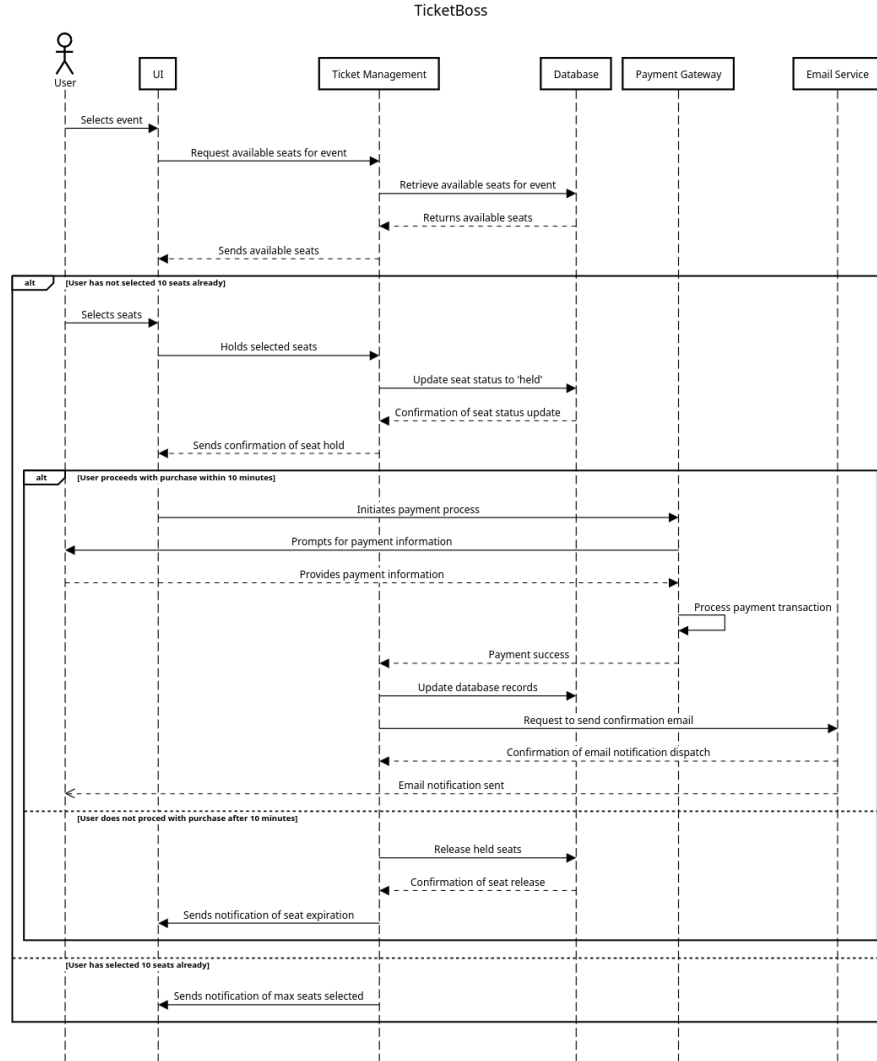 TicketBoss
User
UI
Ticket Management
Database
Payment Gateway
Email Service
Selects event
Request available seats for event
Retrieve available seats for event
Returns available seats
Sends available seats
alt
[User has not selected 10 seats already]
Selects seats
Holds selected seats
Update seat status to 'held'
Confirmation of seat status update
Sends confirmation of seat hold
alt
[User proceeds with purchase within 10 minutes]
Initiates payment process
Prompts for payment information
Provides payment information
Process payment transaction
Payment success
Update database records
Request to send confirmation email
Confirmation of email notification dispatch
Email notification sent
[User does not proced with purchase after 10 minutes]
Release held seats
Confirmation of seat release
Sends notification of seat expiration
[User has selected 10 seats already]
Sends notification of max seats selected